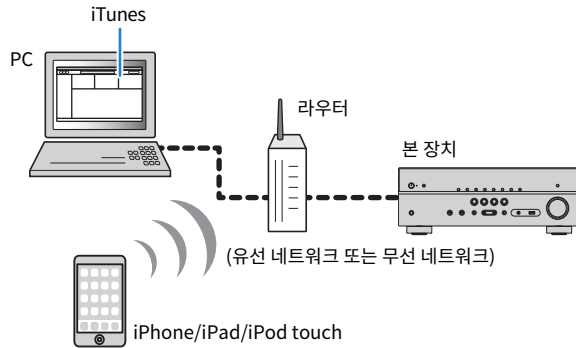 iTunes
PC
라우터
본 장치
(유선 네트워크 또는 무선 네트워크)
iPhone/iPad/iPod touch